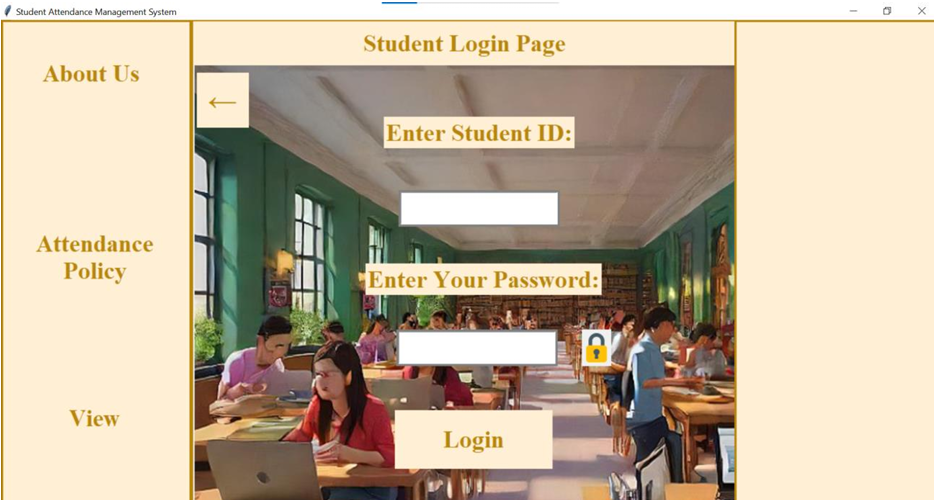 Student Attendance Management System
Student Login Page
About Us
Attendance
Policy
View
←
Enter Student ID:
Enter Your Password:
Login